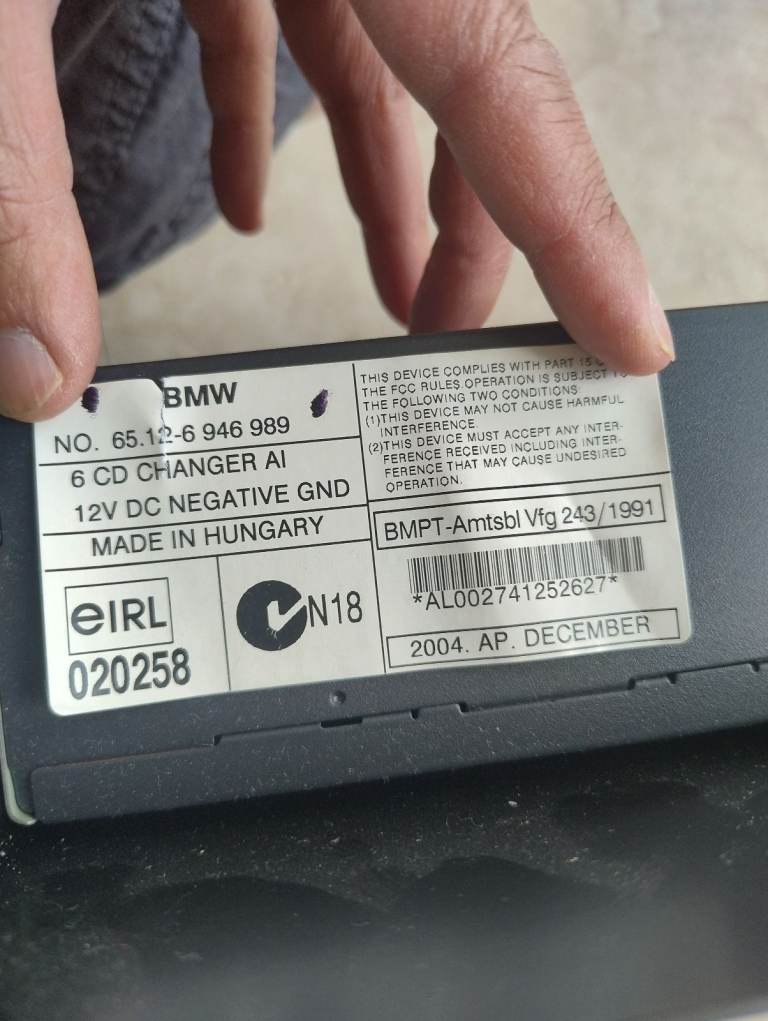 BMW
NO. 65.12-6 946 989
6 CD CHANGER AI
12V DC NEGATIVE GND
MADE IN HUNGARY
eIRL
020258
N18
THIS DEVICE COMPLIES WITH PART 15
THE FCC RULES.OPERATION IS SUBJECT
THE FOLLOWING TWO CONDITIONS
(1)THIS DEVICE MAY NOT CAUSE HARMFUL
INTERFERENCE.
(2)THIS DEVICE MUST ACCEPT ANY INTER-
FERENCE RECEIVED INCLUDING INTER-
FERENCE THAT MAY CAUSE UNDESIRED
OPERATION.
BMPT-Amtsbl Vfg 243/1991
*AL002741252627*
2004. AP. DECEMBER